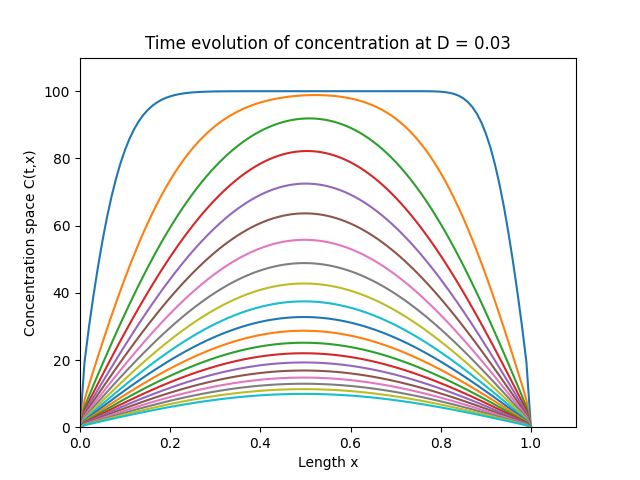 Time evolution of concentration at D = 0.03
Concentration space C(t,x)
100
80
60
40
20
0
0.0 0.2 0.4 0.6 0.8 1.0
Length x